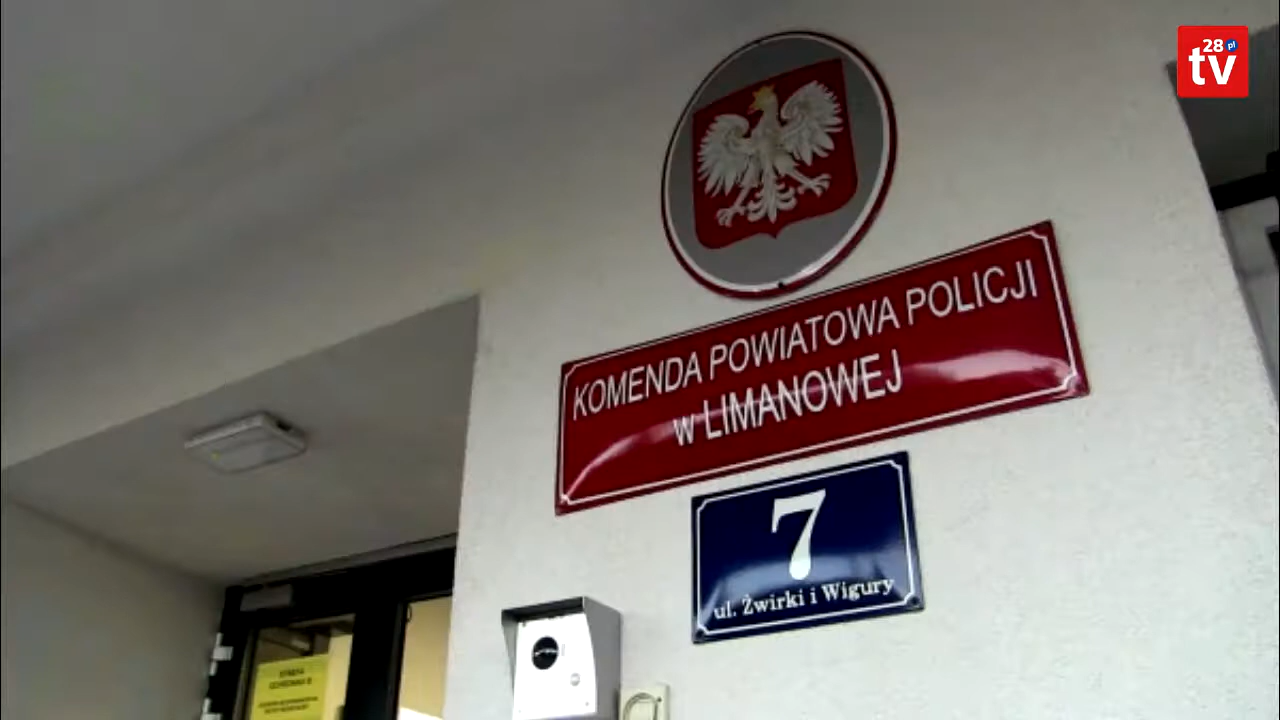 28 pl
tv
KOMENDA POWIATOWA POLICJI
w LIMANOWEJ
7
ul. Żwirki i Wigury